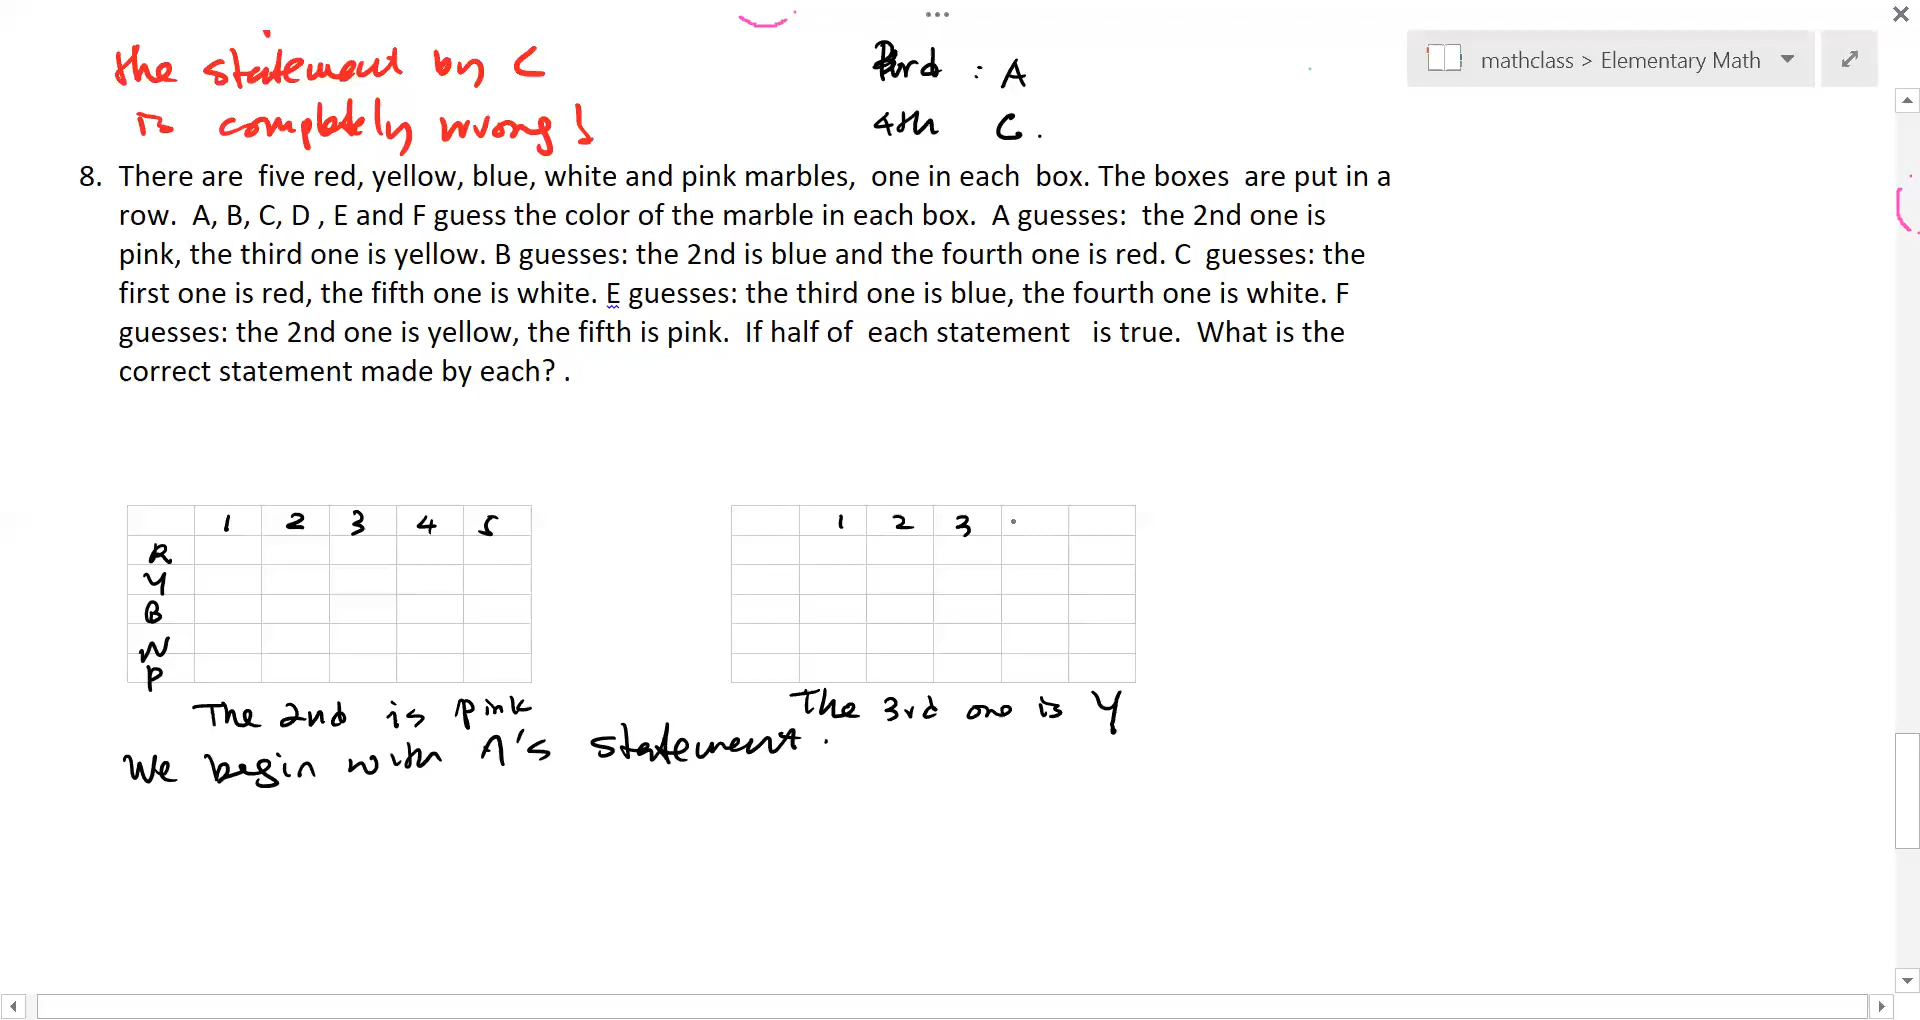 the statement by C
is completely wrong !
Third : A
4th C .
mathclass > Elementary Math
8. There are five red, yellow, blue, white and pink marbles, one in each box. The boxes are put in a
row. A, B, C, D , E and F guess the color of the marble in each box. A guesses: the 2nd one is
pink, the third one is yellow. B guesses: the 2nd is blue and the fourth one is red. C guesses: the
first one is red, the fifth one is white. E guesses: the third one is blue, the fourth one is white. F
guesses: the 2nd one is yellow, the fifth is pink. If half of each statement is true. What is the
correct statement made by each? .
1 2 3 4 5
R
Y
B
W
P
1 2 3
The 2nd is pink
The 3rd one is Y
We begin with A's statement .